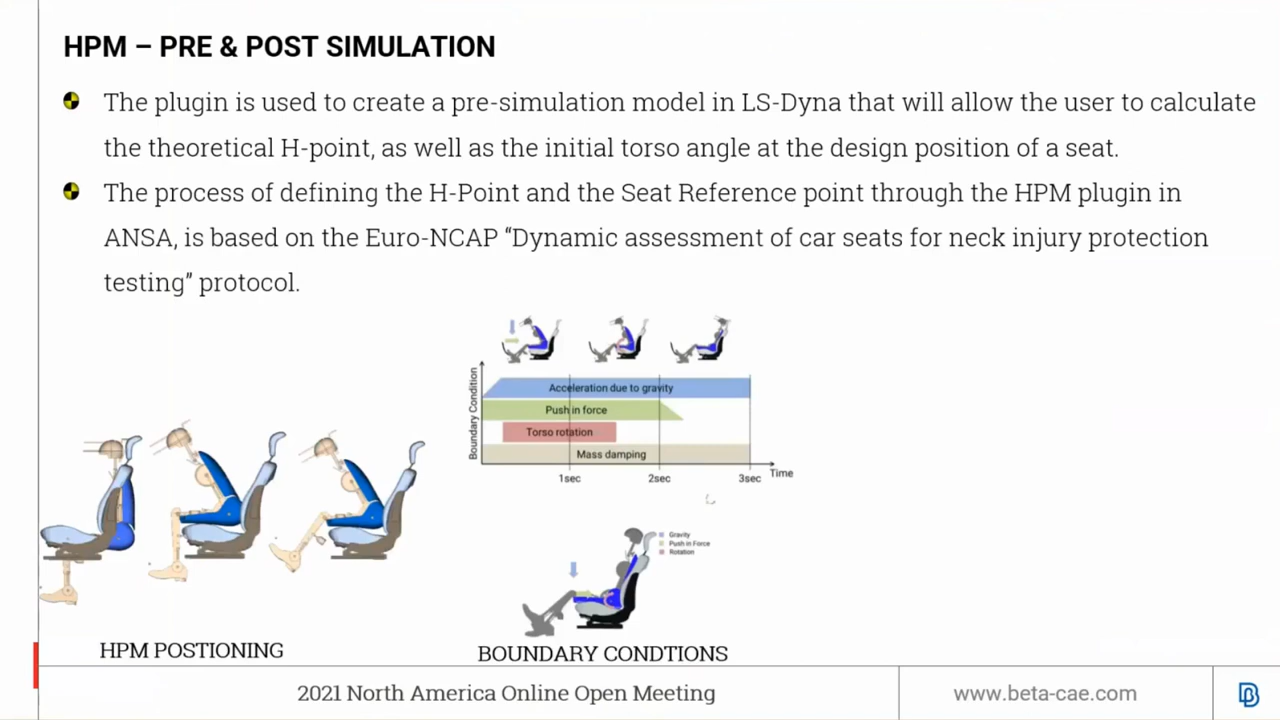 HPM – PRE & POST SIMULATION
The plugin is used to create a pre-simulation model in LS-Dyna that will allow the user to calculate
the theoretical H-point, as well as the initial torso angle at the design position of a seat.
The process of defining the H-Point and the Seat Reference point through the HPM plugin in
ANSA, is based on the Euro-NCAP “Dynamic assessment of car seats for neck injury protection
testing” protocol.
Boundary Condition
Acceleration due to gravity
Push in force
Torso rotation
Mass damping
Time
1sec 2sec 3sec
Gravity
Push in Force
Rotation
HPM POSTIONING
BOUNDARY CONDTIONS
2021 North America Online Open Meeting
www.beta-cae.com